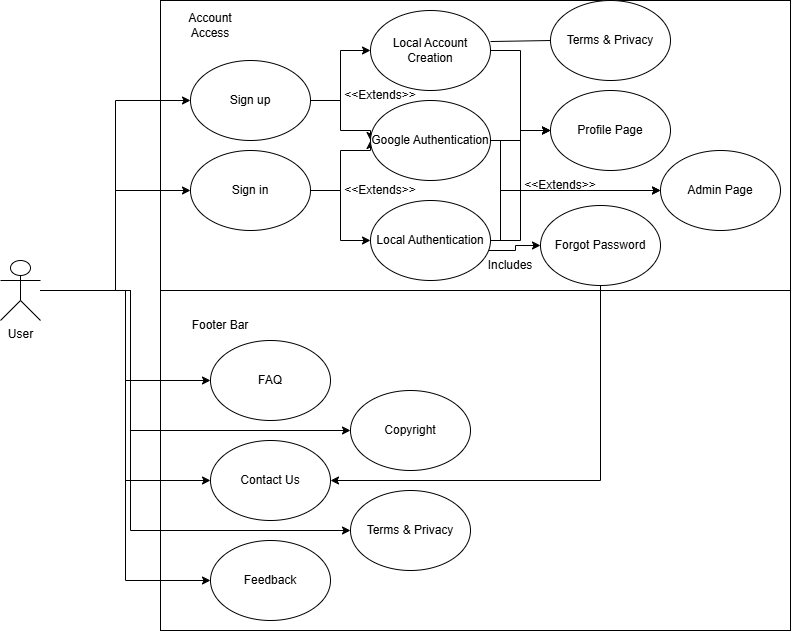 Account
Access
Local Account
Creation
Terms & Privacy
Sign up
<<Extends>>
Google Authentication
Profile Page
Sign in
<<Extends>>
<<Extends>>
Admin Page
Local Authentication
Forgot Password
Includes
User
Footer Bar
FAQ
Copyright
Contact Us
Terms & Privacy
Feedback